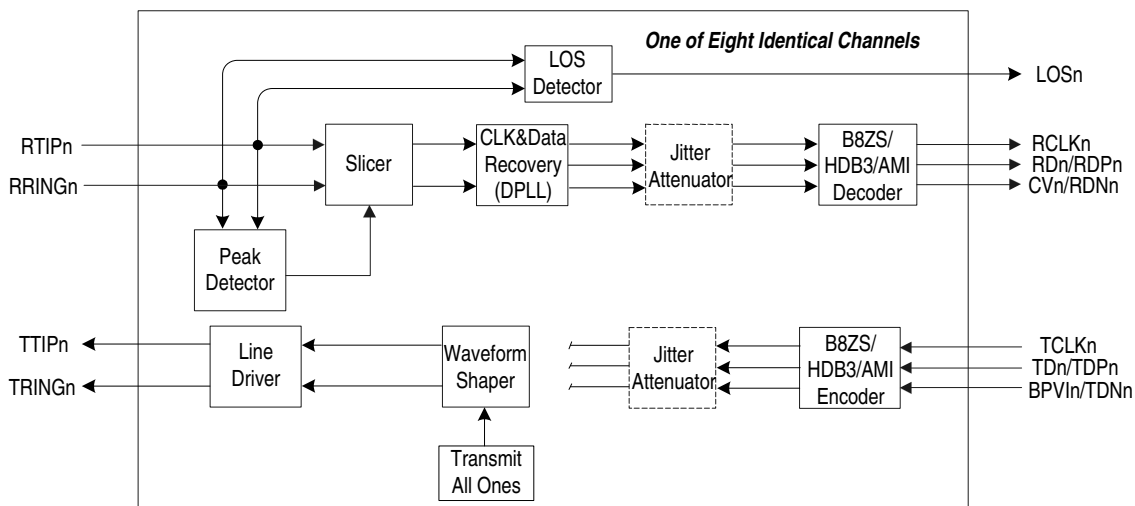 One of Eight Identical Channels
LOS
Detector
LOSn
RTIPn
RRINGn
Slicer
CLK&Data
Recovery
(DPLL)
Jitter
Attenuator
B8ZS/
HDB3/AMI
Decoder
RCLKn
RDn/RDPn
CVn/RDNn
Peak
Detector
TTIPn
TRINGn
Line
Driver
Waveform
Shaper
Jitter
Attenuator
B8ZS/
HDB3/AMI
Encoder
TCLKn
TDn/TDPn
BPVIn/TDNn
Transmit
All Ones